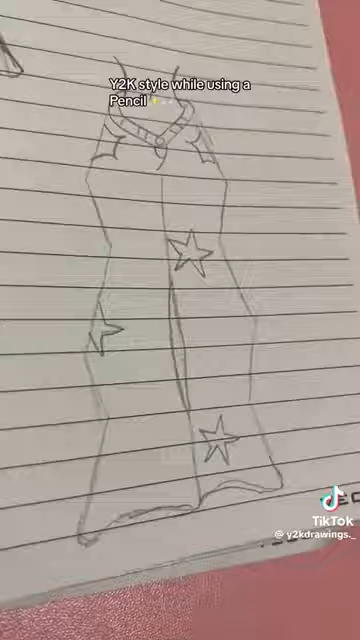 Y2K style while using a
Pencil✨👀
TikTok
@ y2kdrawings._